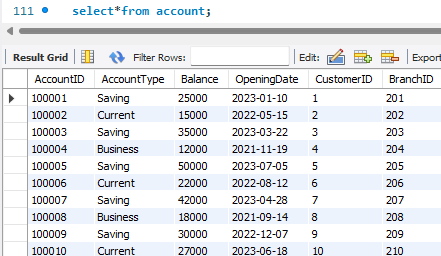 111 select*from account;
Result Grid Filter Rows: Edit: Export
AccountID AccountType Balance OpeningDate CustomerID BranchID
100001 Saving 25000 2023-01-10 1 201
100002 Current 15000 2022-05-15 2 202
100003 Saving 35000 2023-03-22 3 203
100004 Business 12000 2021-11-19 4 204
100005 Saving 50000 2023-07-05 5 205
100006 Current 22000 2022-08-12 6 206
100007 Saving 42000 2023-04-28 7 207
100008 Business 18000 2021-09-14 8 208
100009 Saving 30000 2022-12-07 9 209
100010 Current 27000 2023-06-18 10 210